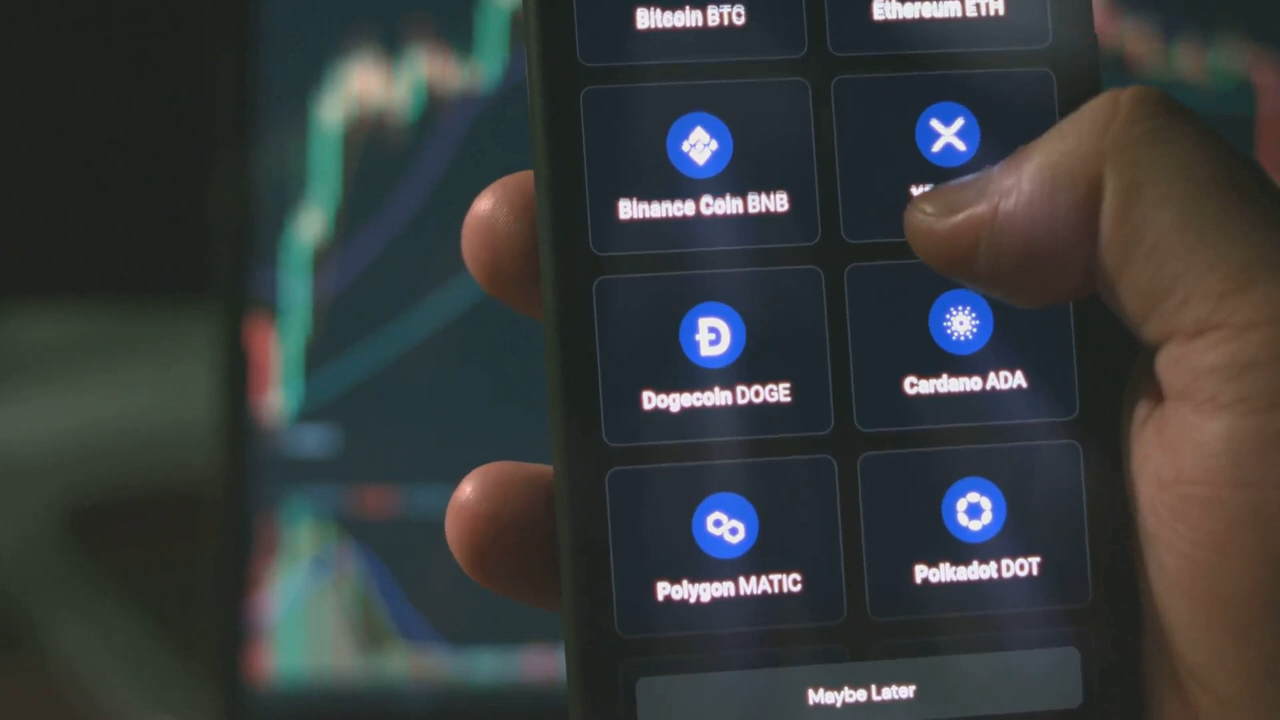 Bitcoin BTC
Ethereum ETH
Binance Coin BNB
Dogecoin DOGE
Cardano ADA
Polygon MATIC
Polkadot DOT
Maybe Later